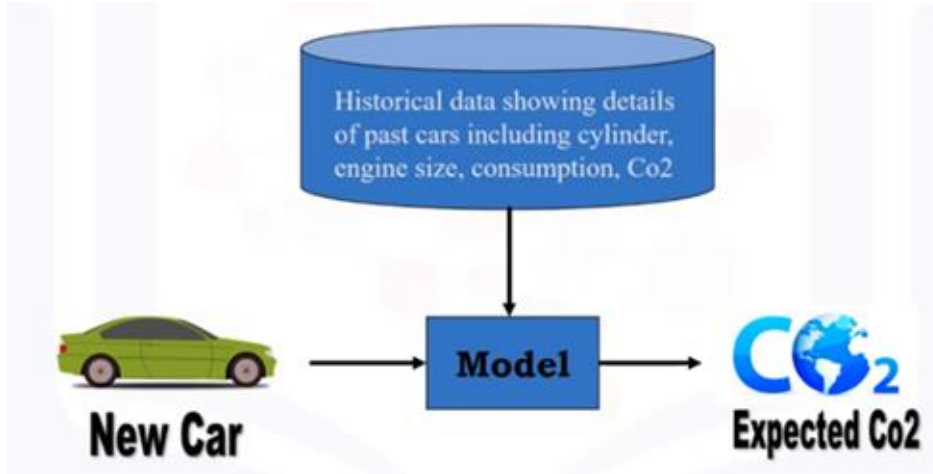 Historical data showing details
of past cars including cylinder,
engine size, consumption, Co2
Model
New Car
CO2
Expected Co2